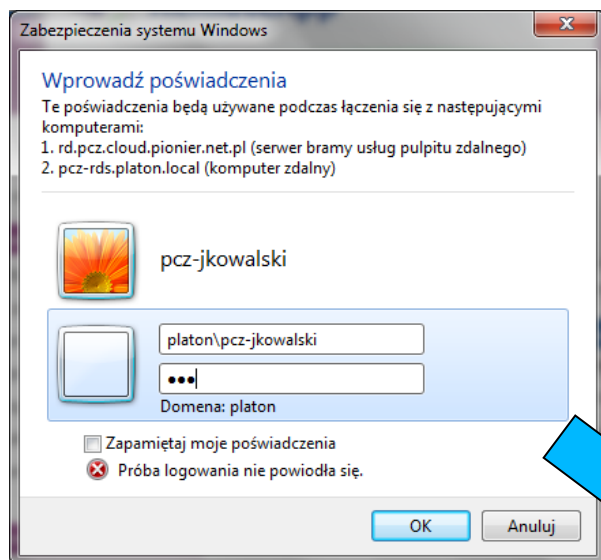 Zabezpieczenia systemu Windows
Wprowadź poświadczenia
Te poświadczenia będą używane podczas łączenia się z następującymi
komputerami:
1. rd.pcz.cloud.pionier.net.pl (serwer bramy usług pulpitu zdalnego)
2. pcz-rds.platon.local (komputer zdalny)
pcz-jkowalski
platon\pcz-jkowalski
●●●
Domena: platon
Zapamiętaj moje poświadczenia
Próba logowania nie powiodła się.
OK Anuluj